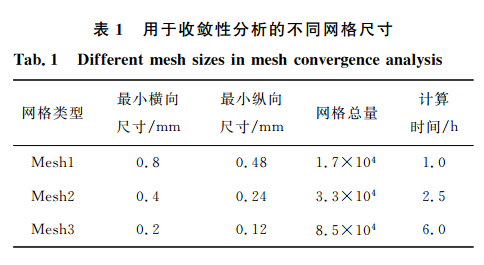 表 1 用于收敛性分析的不同网格尺寸
Tab. 1 Different mesh sizes in mesh convergence analysis
网格类型 最小横向尺寸/mm 最小纵向尺寸/mm 网格总量 计算时间/h
Mesh1 0.8 0.48 1.7×10⁴ 1.0
Mesh2 0.4 0.24 3.3×10⁴ 2.5
Mesh3 0.2 0.12 8.5×10⁴ 6.0